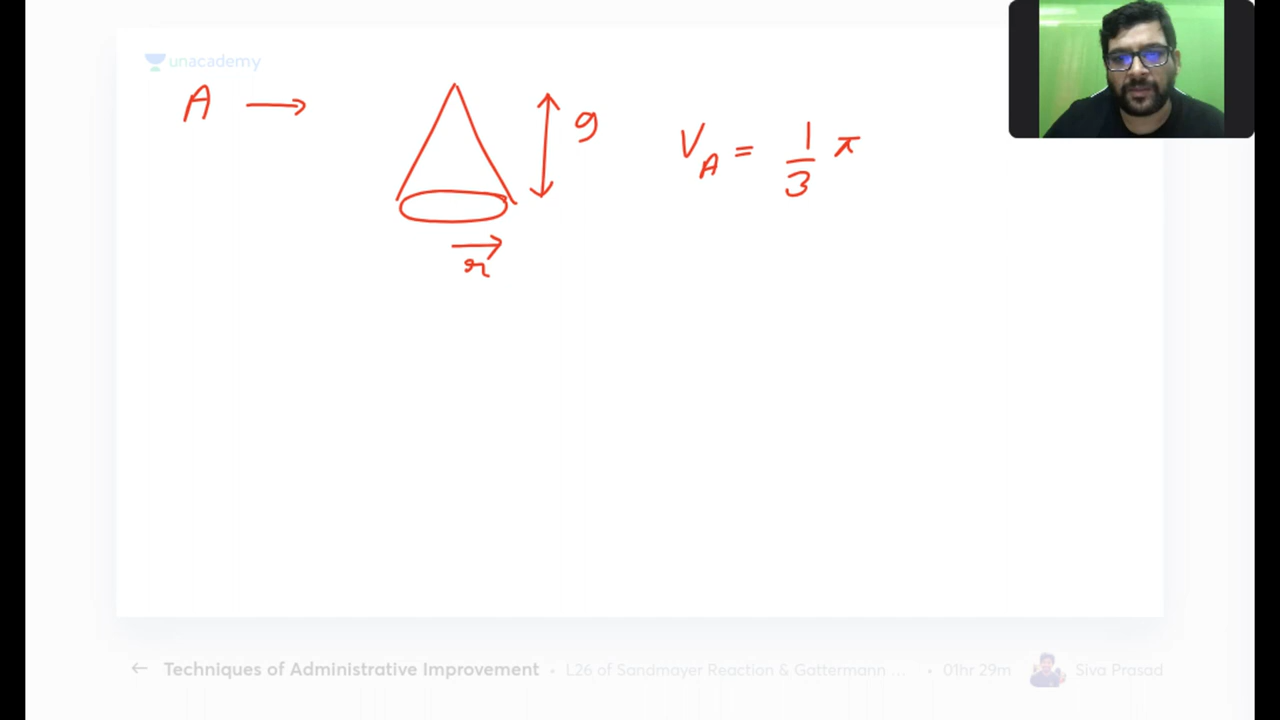 unacademy
A → 9
V_A = 1/3 π
r
← Techniques of Administrative Improvement • L26 of Sandmayer Reaction & Gattermann ... • 01hr 29m Siva Prasad